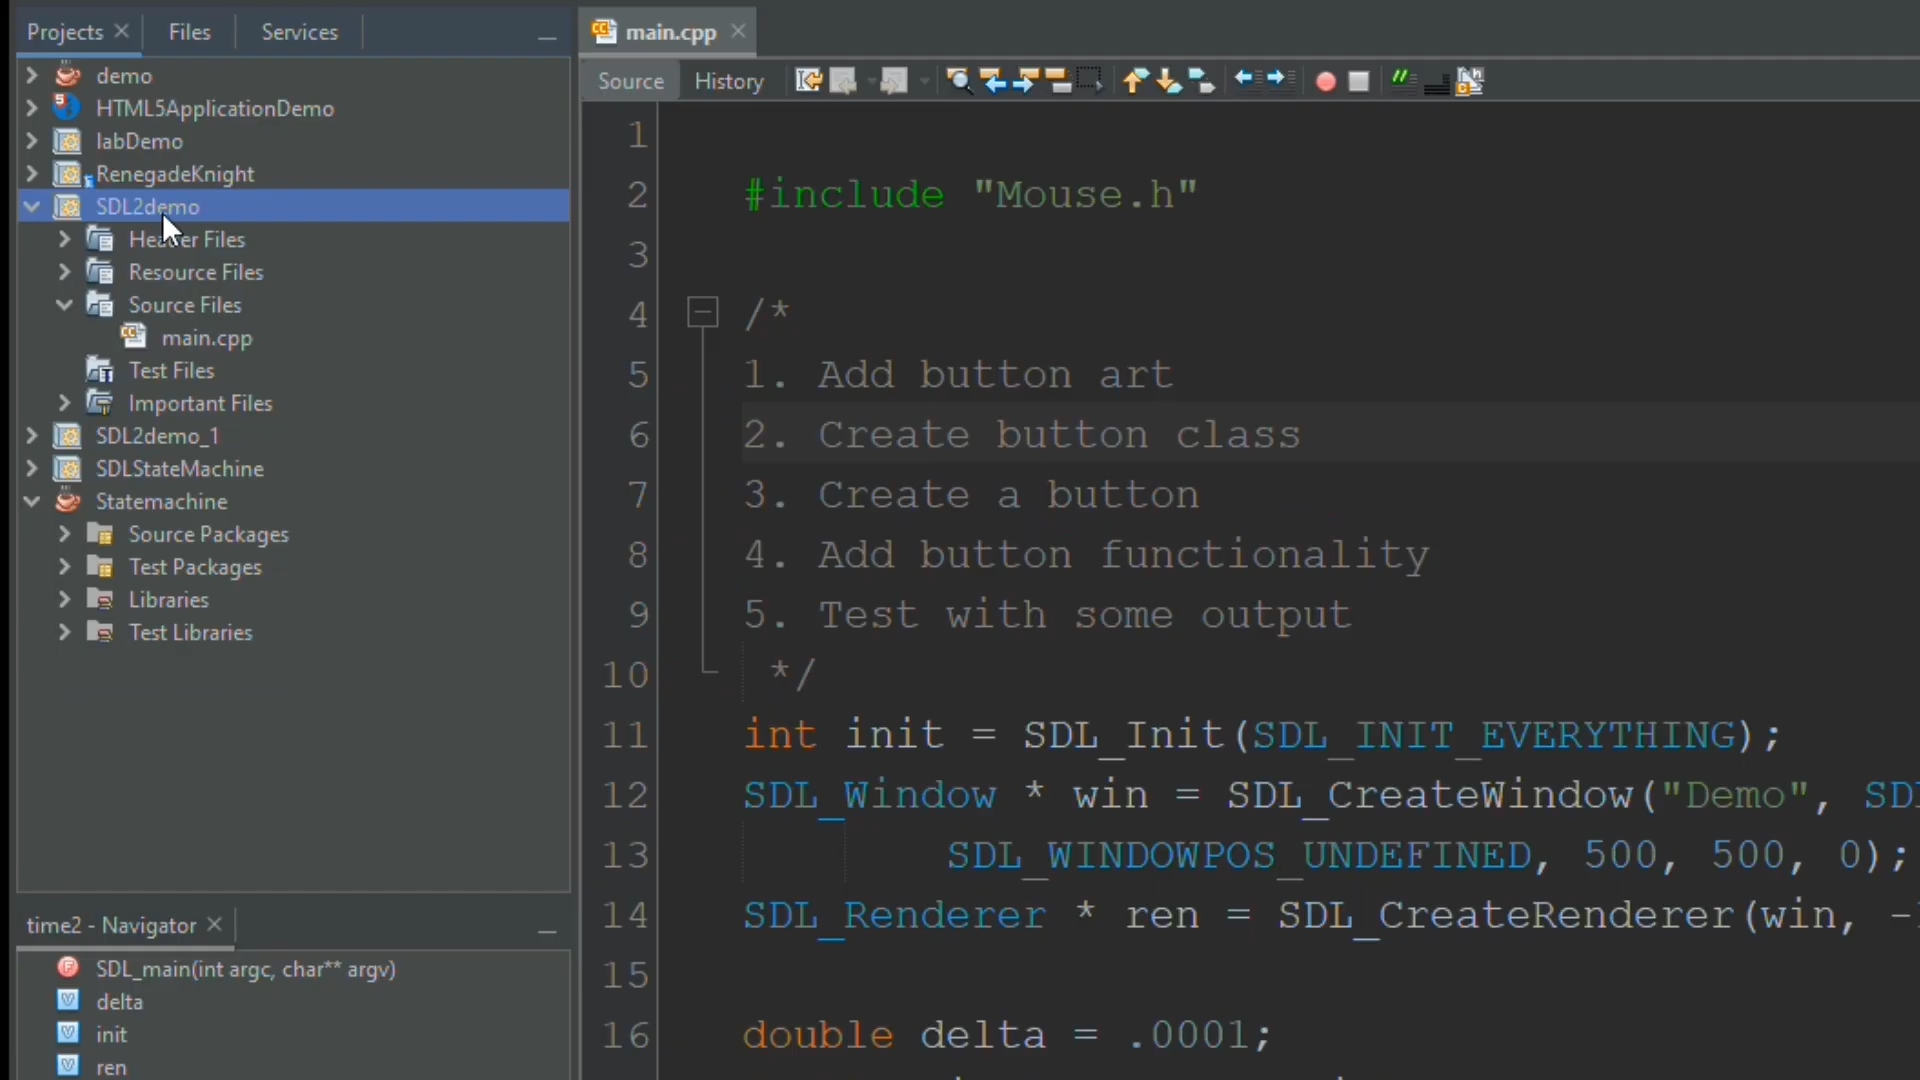 Projects Files Services
demo
HTML5ApplicationDemo
labDemo
RenegadeKnight
SDL2demo
Header Files
Resource Files
Source Files
main.cpp
Test Files
Important Files
SDL2demo_1
SDLStateMachine
Statemachine
Source Packages
Test Packages
Libraries
Test Libraries
time2 - Navigator
SDL_main(int argc, char** argv)
delta
init
ren
main.cpp
Source History
1
2 #include "Mouse.h"
3
4 /*
5 1. Add button art
6 2. Create button class
7 3. Create a button
8 4. Add button functionality
9 5. Test with some output
10 */
11 int init = SDL_Init(SDL_INIT_EVERYTHING);
12 SDL_Window * win = SDL_CreateWindow("Demo", SDL
13 SDL_WINDOWPOS_UNDEFINED, 500, 500, 0);
14 SDL_Renderer * ren = SDL_CreateRenderer(win, -
15
16 double delta = .0001;